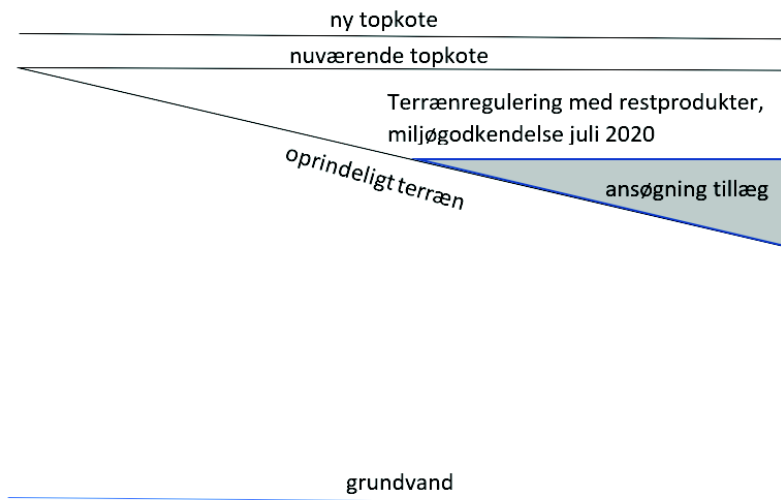 ny topkote
nuværende topkote
Terrænregulering med restprodukter,
miljøgodkendelse juli 2020
oprindeligt terræn
ansøgning tillæg
grundvand